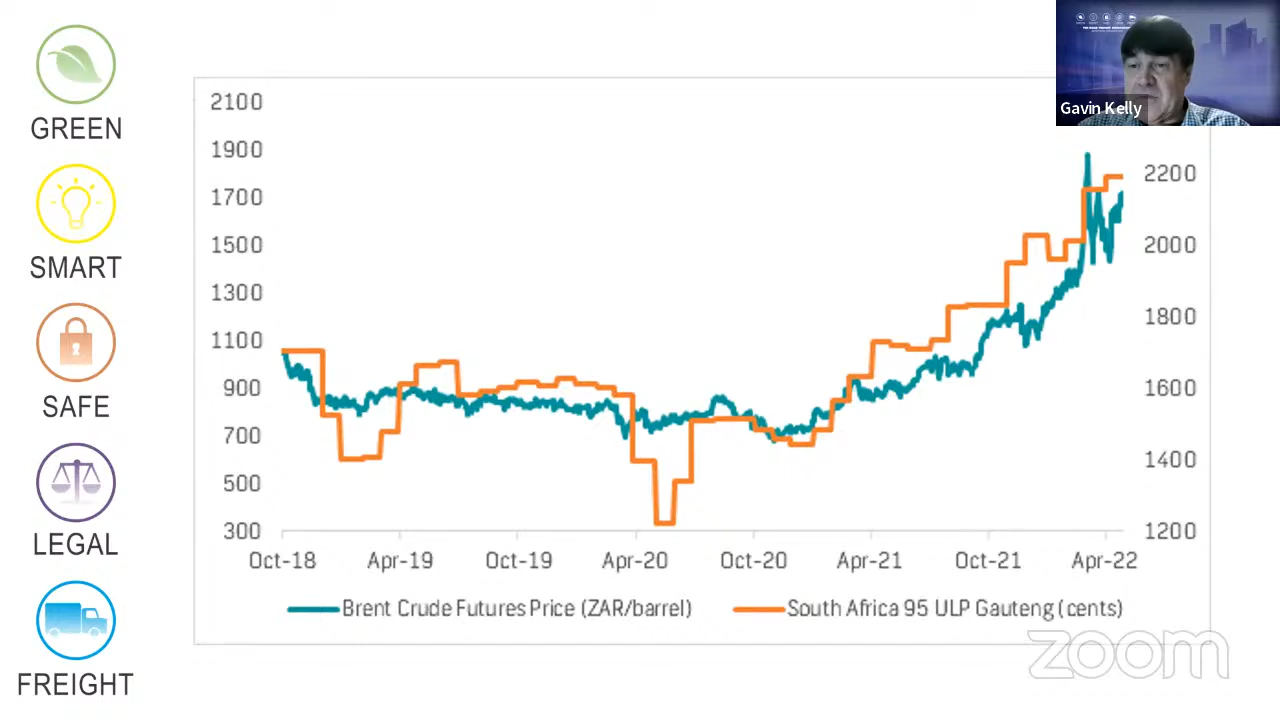 GREEN
SMART
SAFE
LEGAL
FREIGHT
2100
1900
1700
1500
1300
1100
900
700
500
300
2200
2000
1800
1600
1400
1200
Oct-18 Apr-19 Oct-19 Apr-20 Oct-20 Apr-21 Oct-21 Apr-22
Brent Crude Futures Price (ZAR/barrel) South Africa 95 ULP Gauteng (cents)
Gavin Kelly
zoom